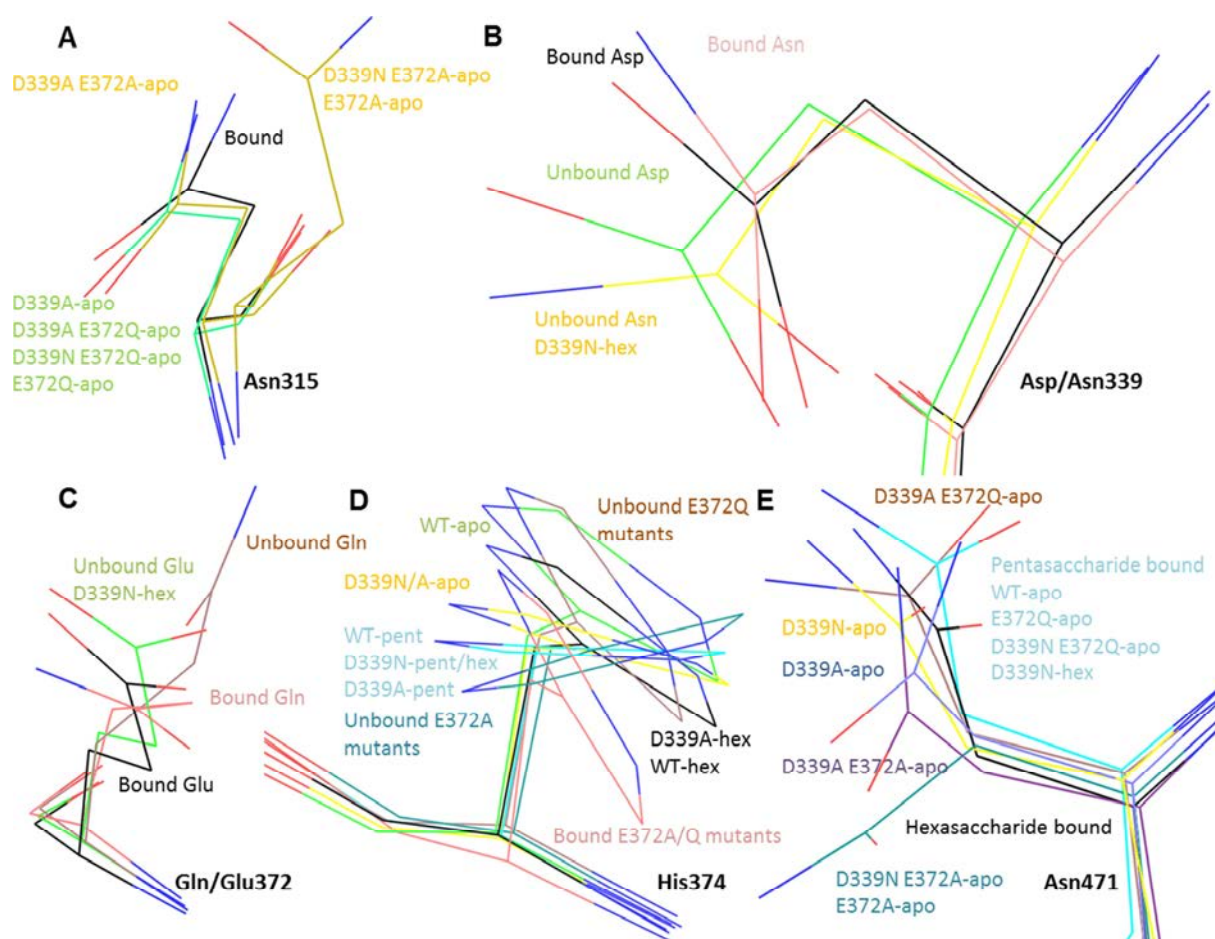 A
D339A E372A-apo
Bound
D339N E372A-apo
E372A-apo
D339A-apo
D339A E372Q-apo
D339N E372Q-apo
E372Q-apo
Asn315
B
Bound Asp
Bound Asn
Unbound Asp
Unbound Asn
D339N-hex
Asp/Asn339
C
Unbound Gln
Unbound Glu
D339N-hex
Bound Gln
Bound Glu
Gln/Glu372
D
WT-apo
Unbound E372Q
mutants
D339N/A-apo
WT-pent
D339N-pent/hex
D339A-pent
Unbound E372A
mutants
D339A-hex
WT-hex
Bound E372A/Q mutants
His374
E
D339A E372Q-apo
Pentasaccharide bound
WT-apo
E372Q-apo
D339N E372Q-apo
D339N-hex
D339N-apo
D339A-apo
D339A E372A-apo
Hexasaccharide bound
D339N E372A-apo
E372A-apo
Asn471